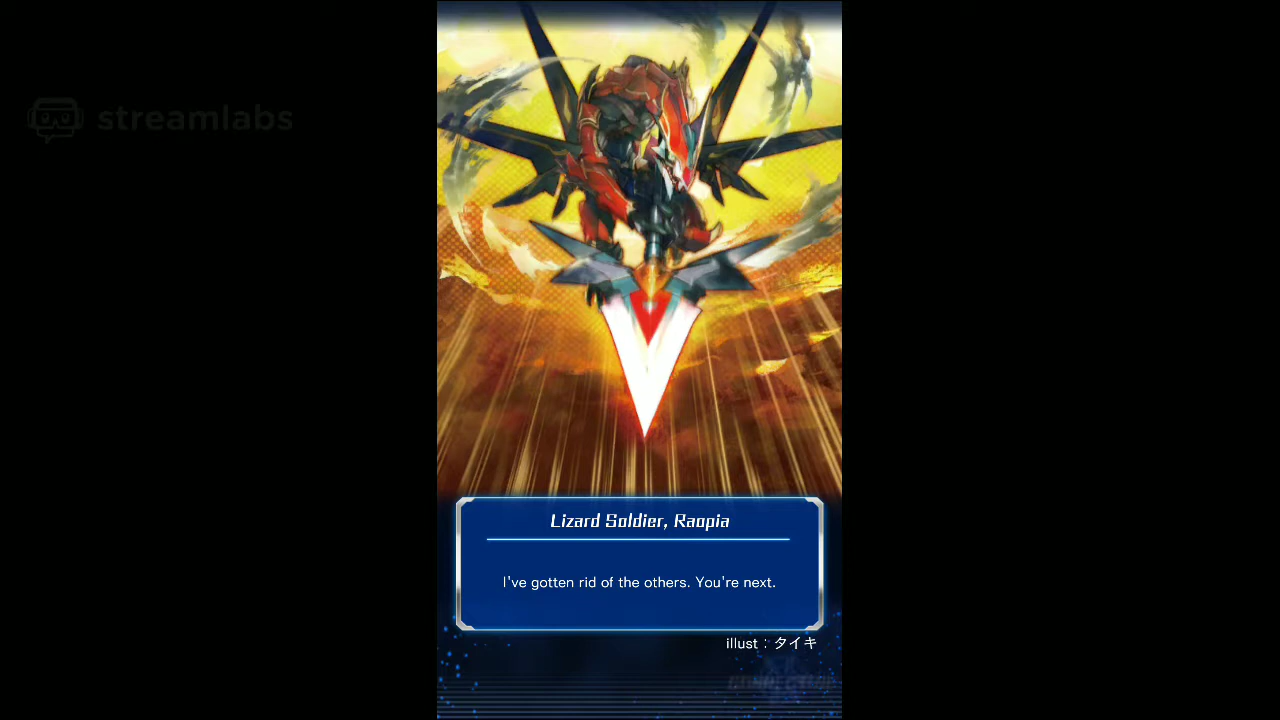 streamlabs
Lizard Soldier, Raopia
I've gotten rid of the others. You're next.
illust : タイキ